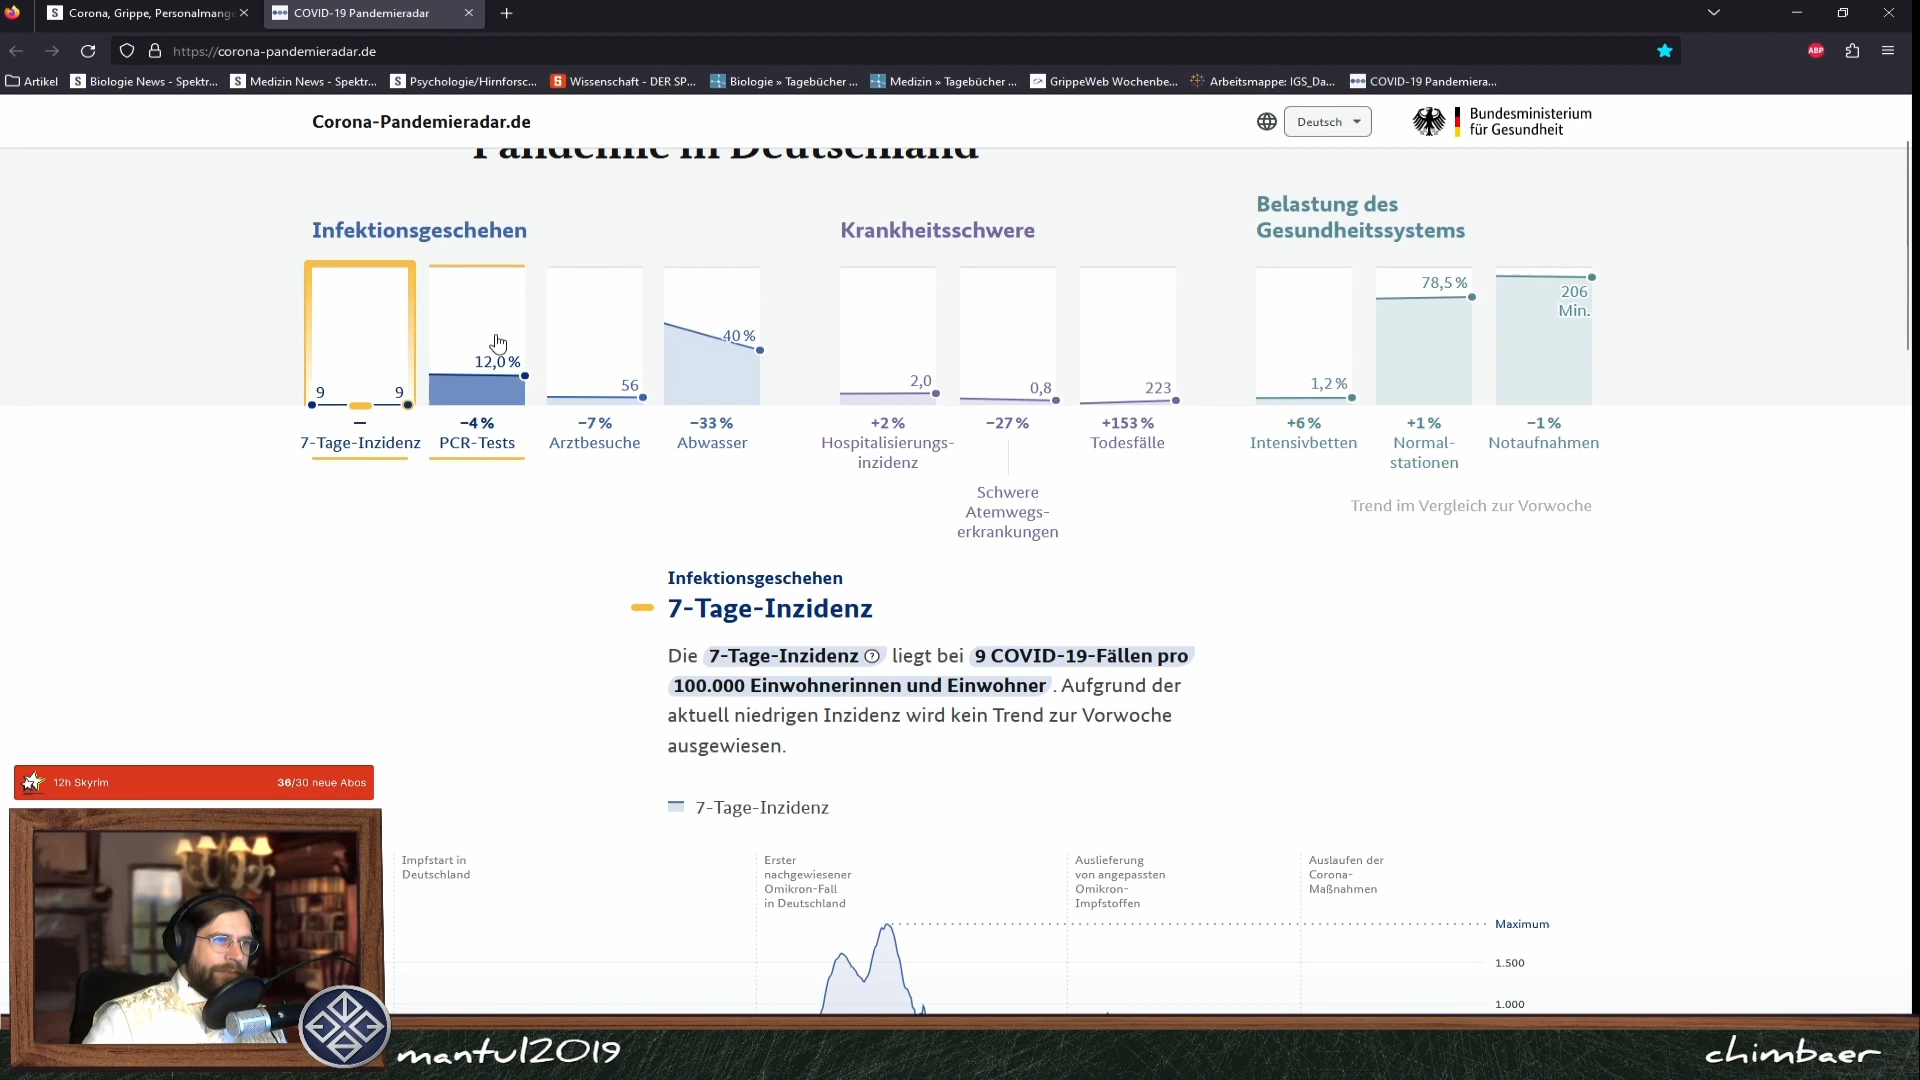 Corona, Grippe, Personalmange
COVID-19 Pandemieradar
https://corona-pandemieradar.de
ABP
Artikel
Biologie News - Spektr...
Medizin News - Spektr...
Psychologie/Hirnforsc...
Wissenschaft - DER SP...
Biologie » Tagebücher ...
Medizin » Tagebücher ...
GrippeWeb Wochenbe...
Arbeitsmappe: IGS_Da...
COVID-19 Pandemiera...
Corona-Pandemieradar.de
Deutsch
Bundesministerium
für Gesundheit
Pandemie in Deutschland
Infektionsgeschehen
Krankheitsschwere
Belastung des
Gesundheitssystems
9 9
12,0 %
56
40 %
2,0
0,8
223
1,2 %
78,5 %
206
Min.
—
7-Tage-Inzidenz
−4 %
PCR-Tests
−7 %
Arztbesuche
−33 %
Abwasser
+2 %
Hospitalisierungs-
inzidenz
−27 %
Schwere
Atemwegs-
erkrankungen
+153 %
Todesfälle
+6 %
Intensivbetten
+1 %
Normal-
stationen
−1 %
Notaufnahmen
Trend im Vergleich zur Vorwoche
Infektionsgeschehen
7-Tage-Inzidenz
Die 7-Tage-Inzidenz ? liegt bei 9 COVID-19-Fällen pro
100.000 Einwohnerinnen und Einwohner . Aufgrund der
aktuell niedrigen Inzidenz wird kein Trend zur Vorwoche
ausgewiesen.
7-Tage-Inzidenz
Impfstart in
Deutschland
Erster
nachgewiesener
Omikron-Fall
in Deutschland
Auslieferung
von angepassten
Omikron-
Impfstoffen
Auslaufen der
Corona-
Maßnahmen
Maximum
1.500
1.000
12h Skyrim
36/30 neue Abos
mantul2019
chimbaer